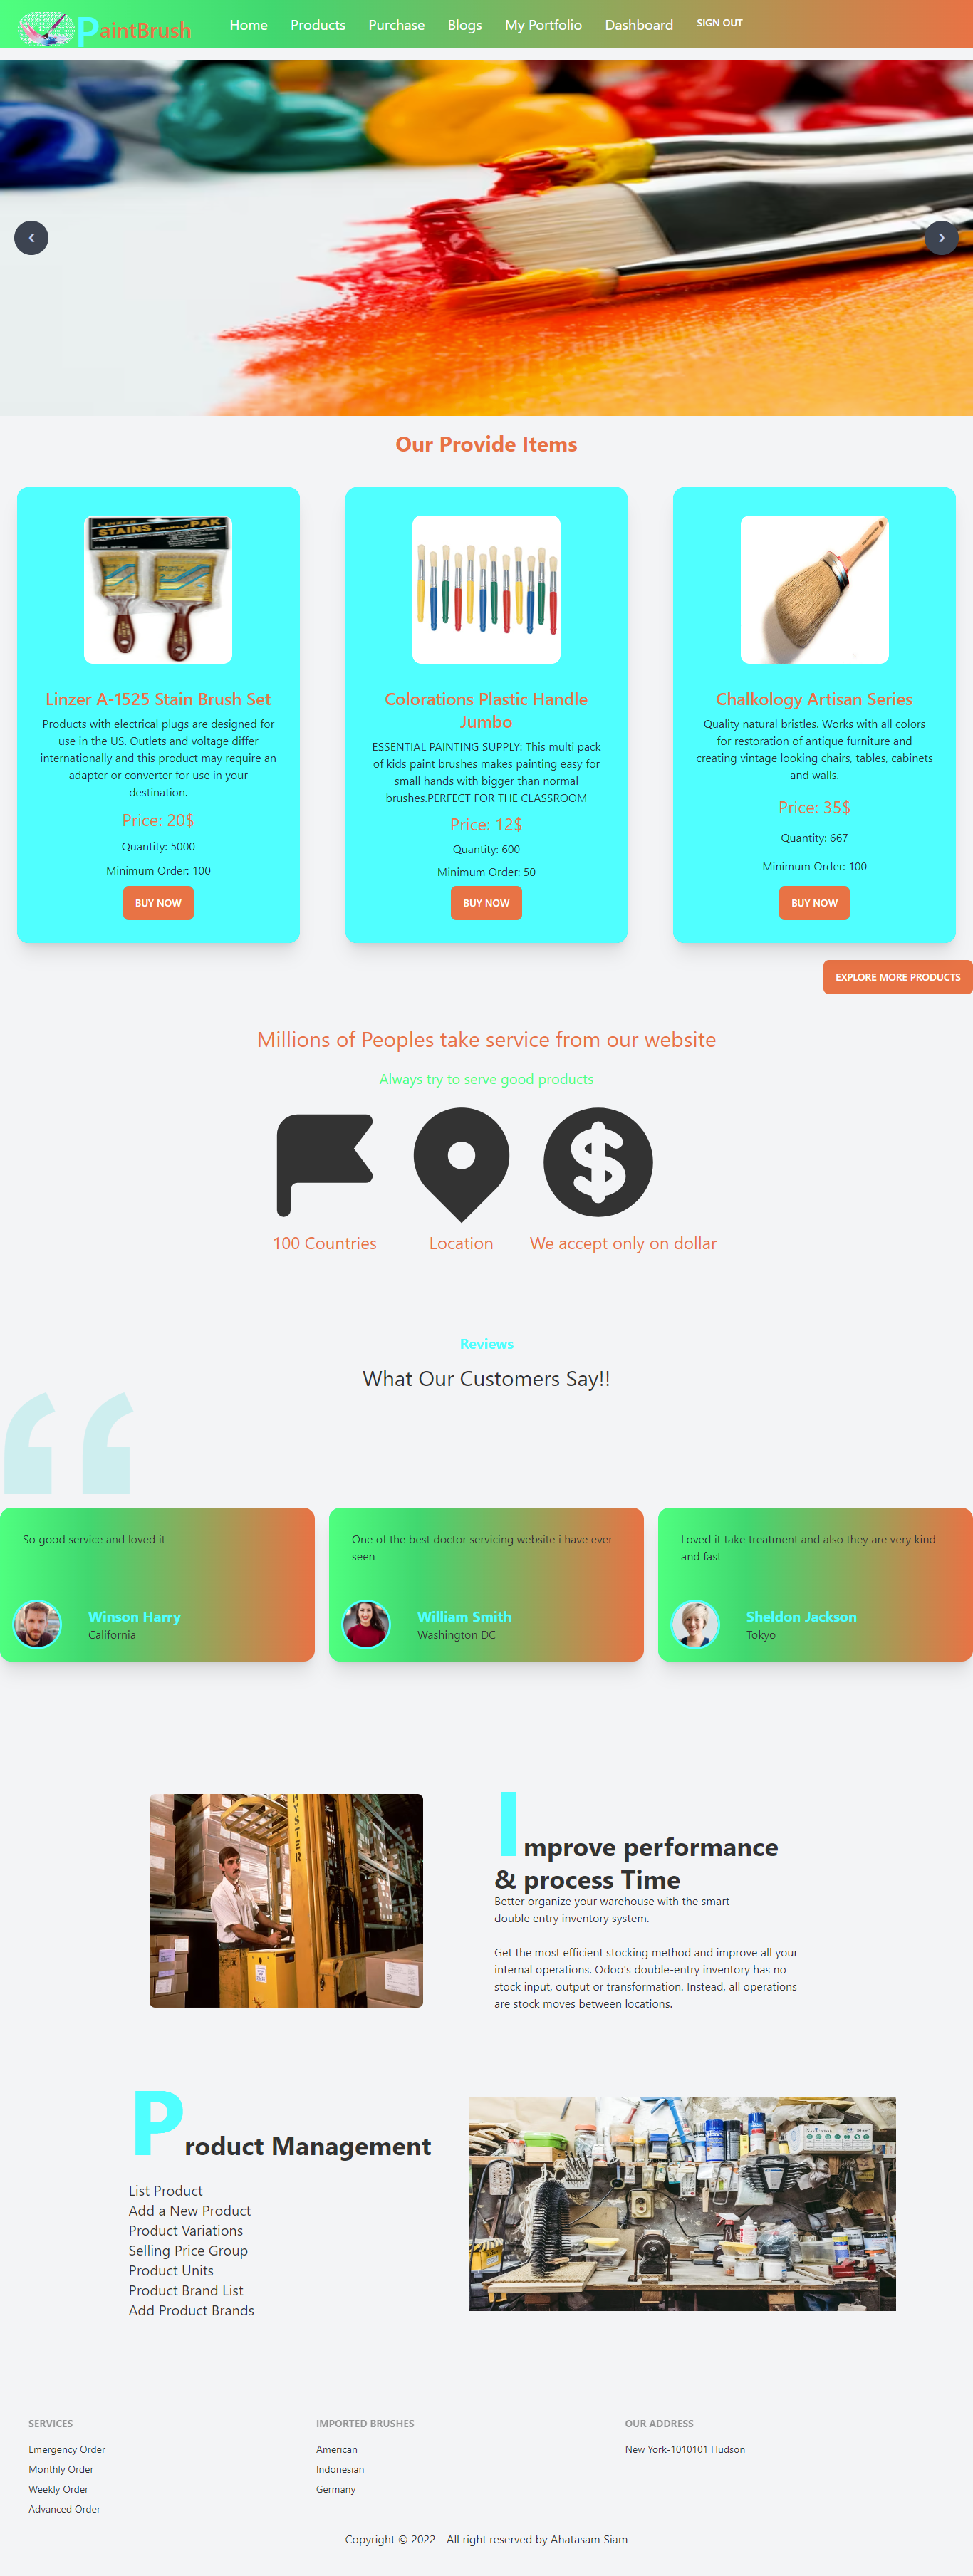 PaintBrush Home Products Purchase Blogs My Portfolio Dashboard SIGN OUT
‹ ›
Our Provide Items
LINZER
STAINS PAK
Linzer A-1525 Stain Brush Set
Products with electrical plugs are designed for
use in the US. Outlets and voltage differ
internationally and this product may require an
adapter or converter for use in your
destination.
Price: 20$
Quantity: 5000
Minimum Order: 100
BUY NOW
Colorations Plastic Handle
Jumbo
ESSENTIAL PAINTING SUPPLY: This multi pack
of kids paint brushes makes painting easy for
small hands with bigger than normal
brushes.PERFECT FOR THE CLASSROOM
Price: 12$
Quantity: 600
Minimum Order: 50
BUY NOW
Chalkology Artisan Series
Quality natural bristles. Works with all colors
for restoration of antique furniture and
creating vintage looking chairs, tables, cabinets
and walls.
Price: 35$
Quantity: 667
Minimum Order: 100
BUY NOW
EXPLORE MORE PRODUCTS
Millions of Peoples take service from our website
Always try to serve good products
$
100 Countries
Location
We accept only on dollar
Reviews
What Our Customers Say!!
“
So good service and loved it
Winson Harry
California
One of the best doctor servicing website i have ever
seen
William Smith
Washington DC
Loved it take treatment and also they are very kind
and fast
Sheldon Jackson
Tokyo
HYSTER
Improve performance
& process Time
Better organize your warehouse with the smart
double entry inventory system.
Get the most efficient stocking method and improve all your
internal operations. Odoo's double-entry inventory has no
stock input, output or transformation. Instead, all operations
are stock moves between locations.
Product Management
List Product
Add a New Product
Product Variations
Selling Price Group
Product Units
Product Brand List
Add Product Brands
SERVICES
Emergency Order
Monthly Order
Weekly Order
Advanced Order
IMPORTED BRUSHES
American
Indonesian
Germany
OUR ADDRESS
New York-1010101 Hudson
Copyright © 2022 - All right reserved by Ahatasam Siam